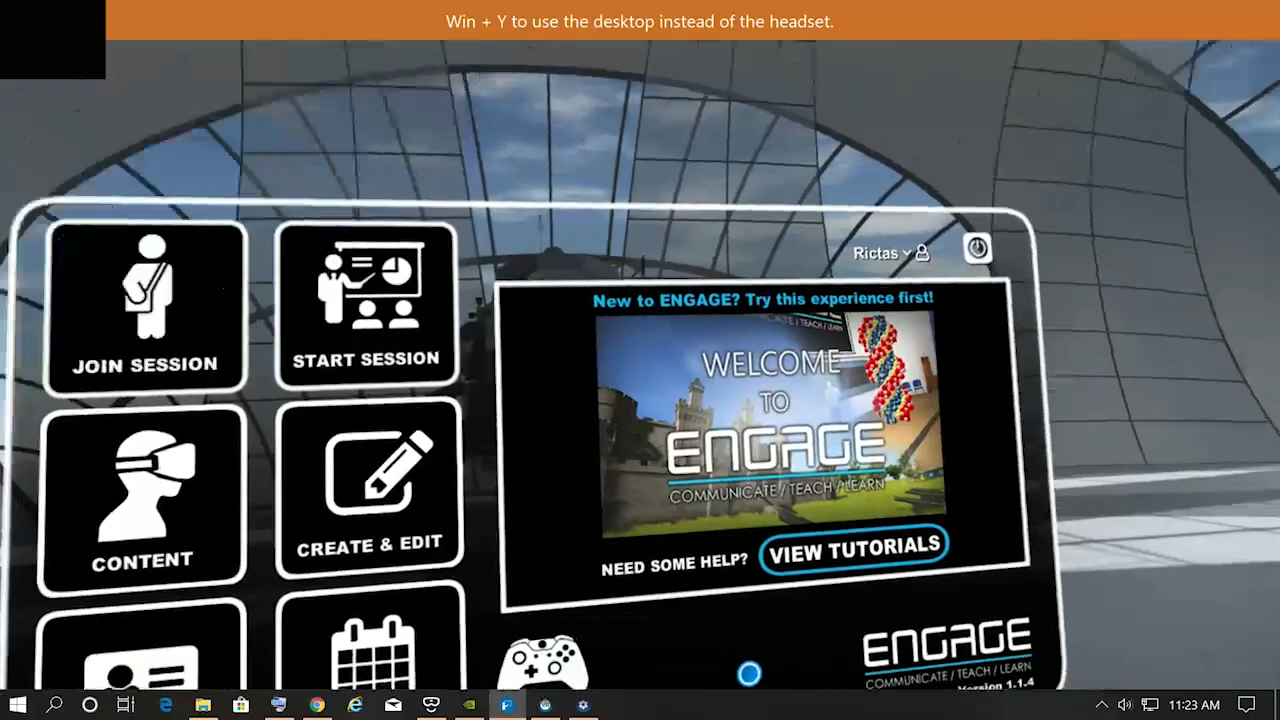 Win + Y to use the desktop instead of the headset.
Rictas
JOIN SESSION
START SESSION
New to ENGAGE? Try this experience first!
TEACH / LEARN
WELCOME
TO
ENGAGE
COMMUNICATE / TEACH / LEARN
CONTENT
CREATE & EDIT
NEED SOME HELP?
VIEW TUTORIALS
ENGAGE
COMMUNICATE / TEACH / LEARN
Version 1.1.4
11:23 AM